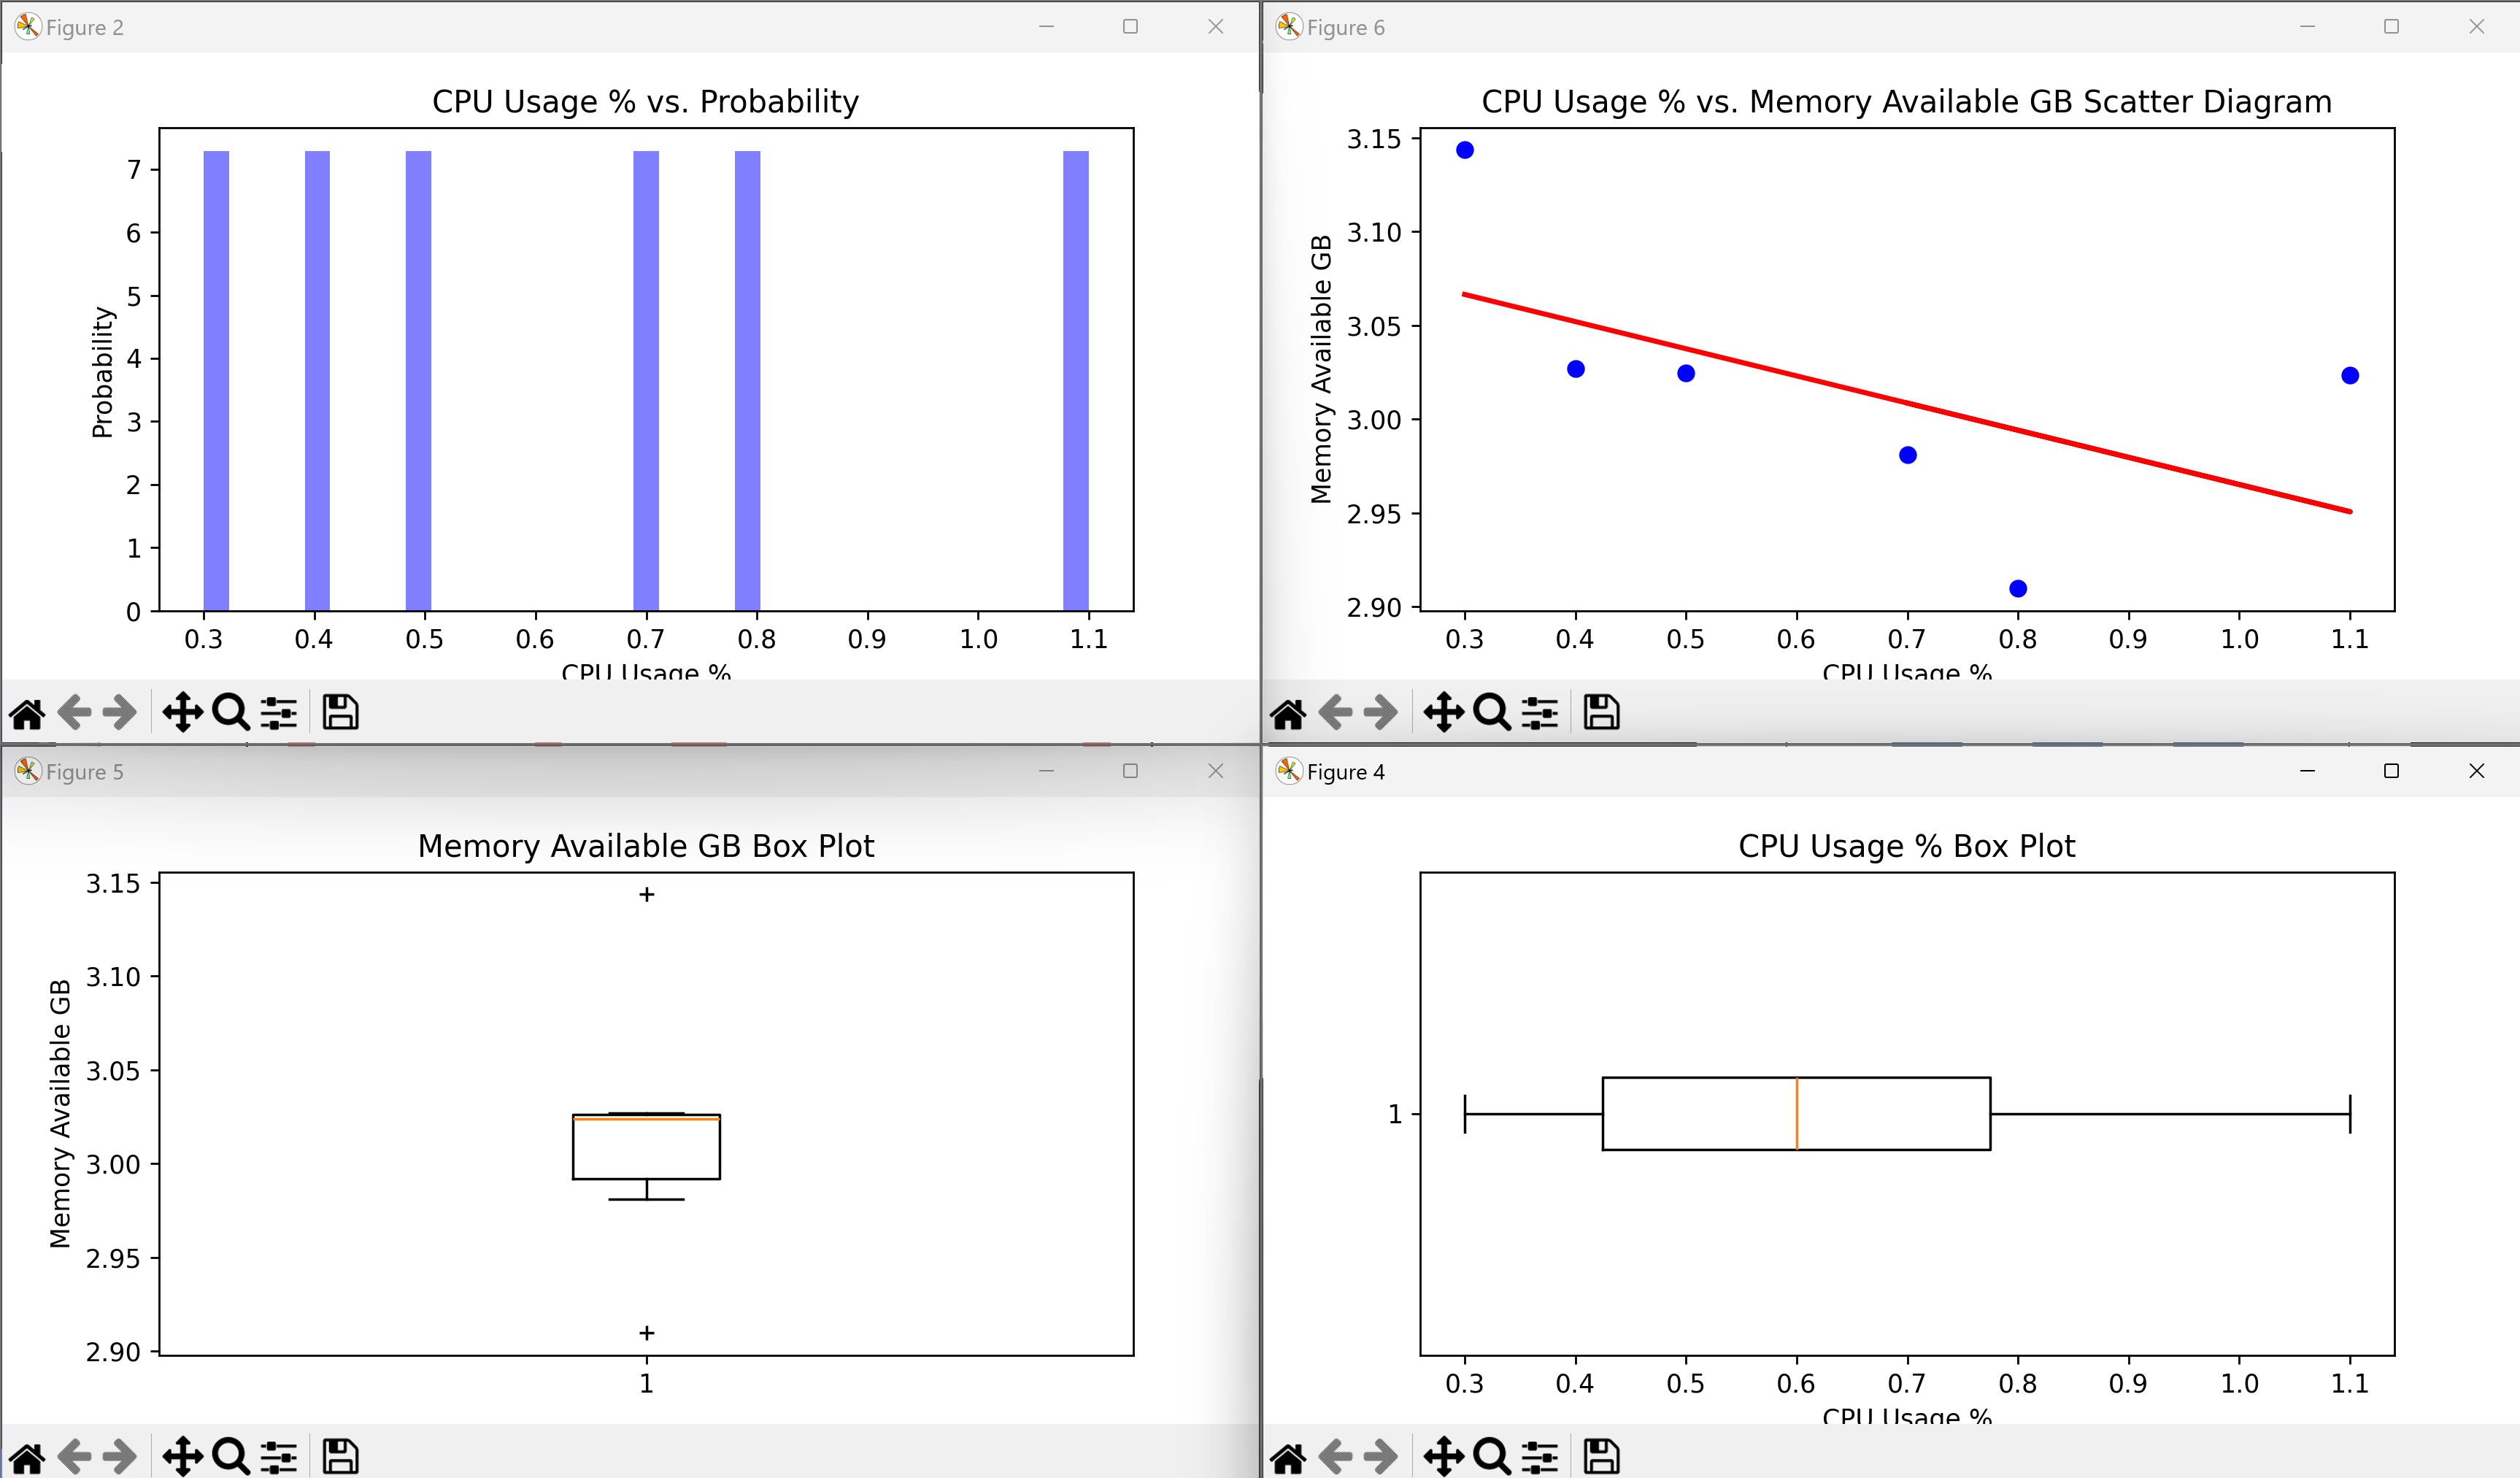 Figure 2
CPU Usage % vs. Probability
Probability
7
6
5
4
3
2
1
0
0.3 0.4 0.5 0.6 0.7 0.8 0.9 1.0 1.1
CPU Usage %
Figure 6
CPU Usage % vs. Memory Available GB Scatter Diagram
Memory Available GB
3.15
3.10
3.05
3.00
2.95
2.90
0.3 0.4 0.5 0.6 0.7 0.8 0.9 1.0 1.1
CPU Usage %
Figure 5
Memory Available GB Box Plot
Memory Available GB
3.15
3.10
3.05
3.00
2.95
2.90
1
Figure 4
CPU Usage % Box Plot
1
0.3 0.4 0.5 0.6 0.7 0.8 0.9 1.0 1.1
CPU Usage %